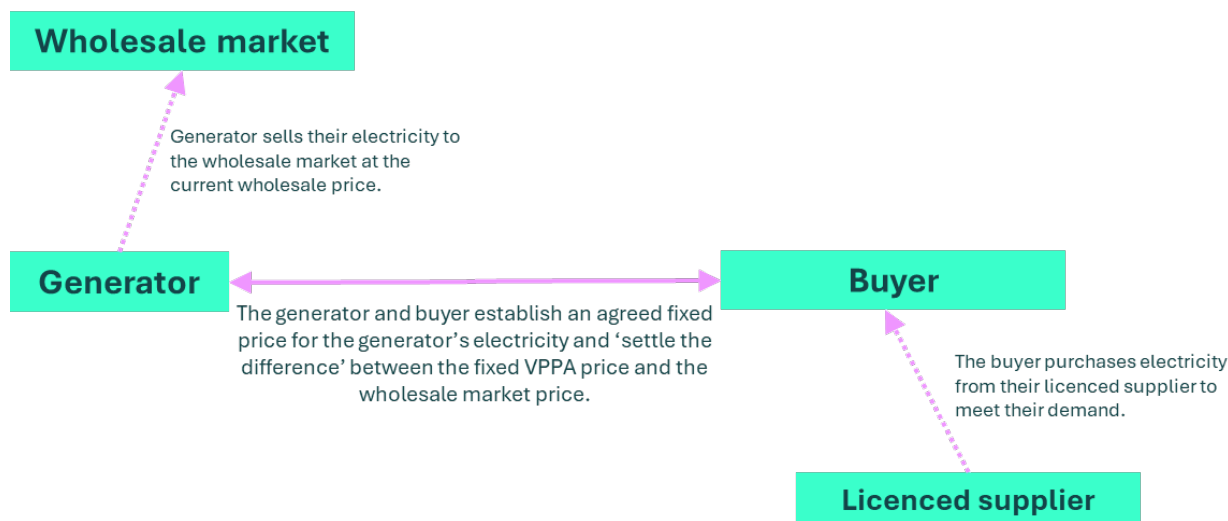 Wholesale market
Generator sells their electricity to
the wholesale market at the
current wholesale price.
Generator
Buyer
The generator and buyer establish an agreed fixed
price for the generator’s electricity and ‘settle the
difference’ between the fixed VPPA price and the
wholesale market price.
The buyer purchases electricity
from their licenced supplier to
meet their demand.
Licenced supplier